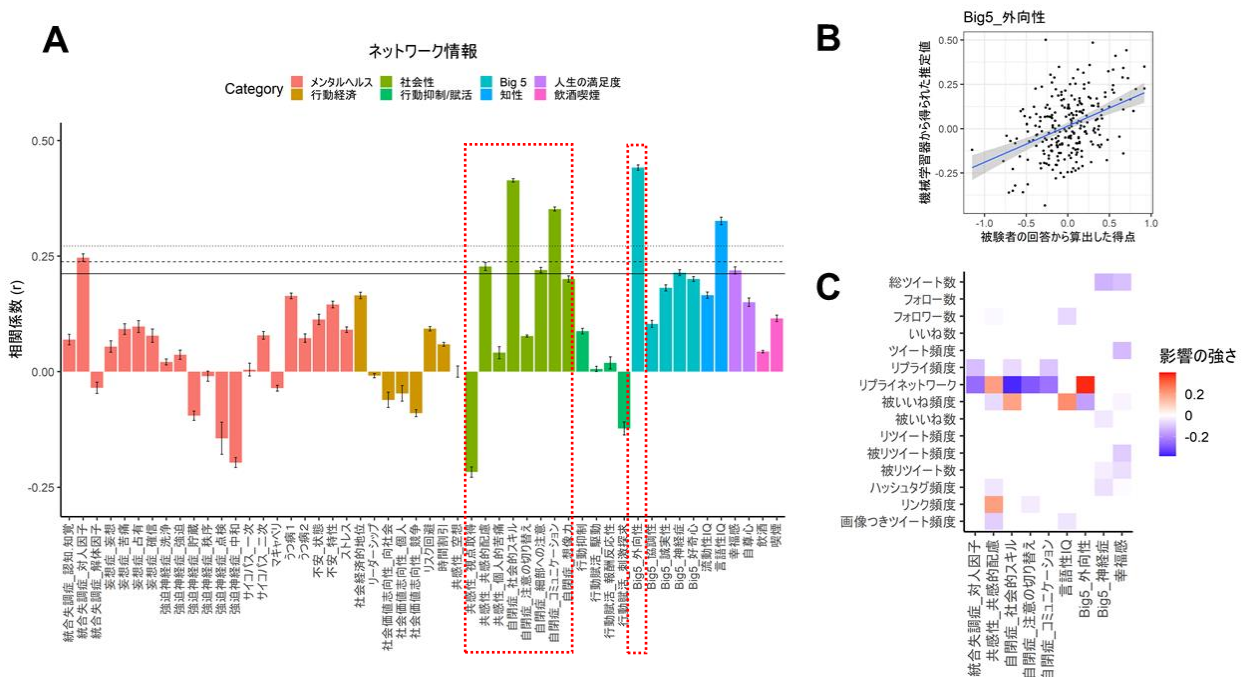 A
ネットワーク情報
Category
メンタルヘルス
社会性
Big 5
人生の満足度
行動経済
行動抑制/賦活
知性
飲酒喫煙
相関係数 (r)
0.50
0.25
0.00
-0.25
統合失調症_認知.知覚
統合失調症_対人因子
統合失調症_解体因子
妄想症_妄想
妄想症_苦痛
妄想症_占有
妄想症_確信
強迫神経症_洗浄
強迫神経症_強迫
強迫神経症_貯蔵
強迫神経症_秩序
強迫神経症_点検
強迫神経症_中和
サイコパス_一次
サイコパス_二次
マキャベリ
うつ病1
うつ病2
不安_状態
不安_特性
ストレス
社会経済的地位
リーダーシップ
社会価値志向性_向社会
社会価値志向性_個人
社会価値志向性_競争
リスク回避
時間割引
共感性_空想
共感性_視点取得
共感性_共感的配慮
共感性_個人的苦痛
自閉症_社会的スキル
自閉症_注意の切り替え
自閉症_細部への注意
自閉症_コミュニケーション
自閉症_想像力
行動抑制
行動賦活_駆動
行動賦活_報酬反応性
行動賦活_刺激探求
Big5_外向性
Big5_協調性
Big5_誠実性
Big5_神経症
Big5_好奇心
流動性IQ
言語性IQ
幸福感
自尊心
飲酒
喫煙
B
Big5_外向性
機械学習器から得られた推定値
0.50
0.25
0.00
-0.25
-1.0
-0.5
0.0
0.5
1.0
被験者の回答から算出した得点
C
総ツイート数
フォロー数
フォロワー数
いいね数
ツイート頻度
リプライ頻度
リプライネットワーク
被いいね頻度
被いいね数
リツイート頻度
被リツイート頻度
被リツイート数
ハッシュタグ頻度
リンク頻度
画像つきツイート頻度
統合失調症_対人因子
共感性_共感的配慮
自閉症_社会的スキル
自閉症_注意の切り替え
自閉症_コミュニケーション
言語性IQ
Big5_外向性
Big5_神経症
幸福感
影響の強さ
0.2
0
-0.2